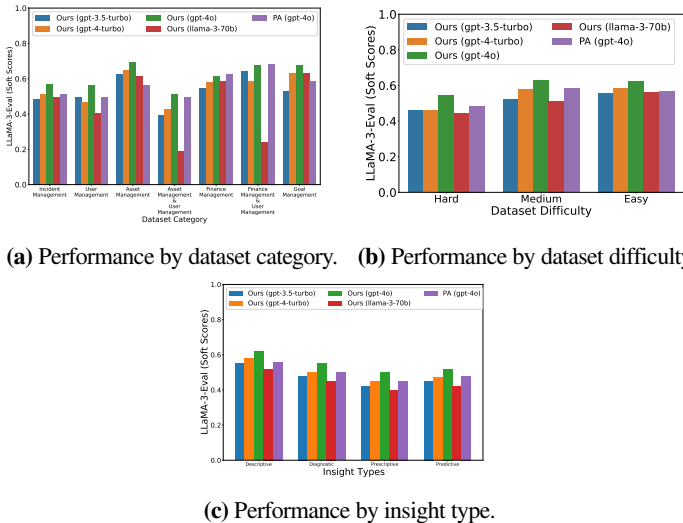 Ours (gpt-3.5-turbo)
Ours (gpt-4-turbo)
Ours (gpt-4o)
Ours (llama-3-70b)
PA (gpt-4o)
LLaMA-3-Eval (Soft Scores)
1.0
0.8
0.6
0.4
0.2
0.0
Incident
Management
User
Management
Asset
Management
Asset
Management
&
User
Management
Finance
Management
Finance
Management
&
User
Management
Goal
Management
Dataset Category
(a) Performance by dataset category.
Ours (gpt-3.5-turbo)
Ours (gpt-4-turbo)
Ours (gpt-4o)
Ours (llama-3-70b)
PA (gpt-4o)
LLaMA-3-Eval (Soft Scores)
1.0
0.8
0.6
0.4
0.2
0.0
Hard
Medium
Easy
Dataset Difficulty
(b) Performance by dataset difficulty
Ours (gpt-3.5-turbo)
Ours (gpt-4-turbo)
Ours (gpt-4o)
Ours (llama-3-70b)
PA (gpt-4o)
LLaMA-3-Eval (Soft Scores)
1.0
0.8
0.6
0.4
0.2
0.0
Descriptive
Diagnostic
Prescriptive
Predictive
Insight Types
(c) Performance by insight type.